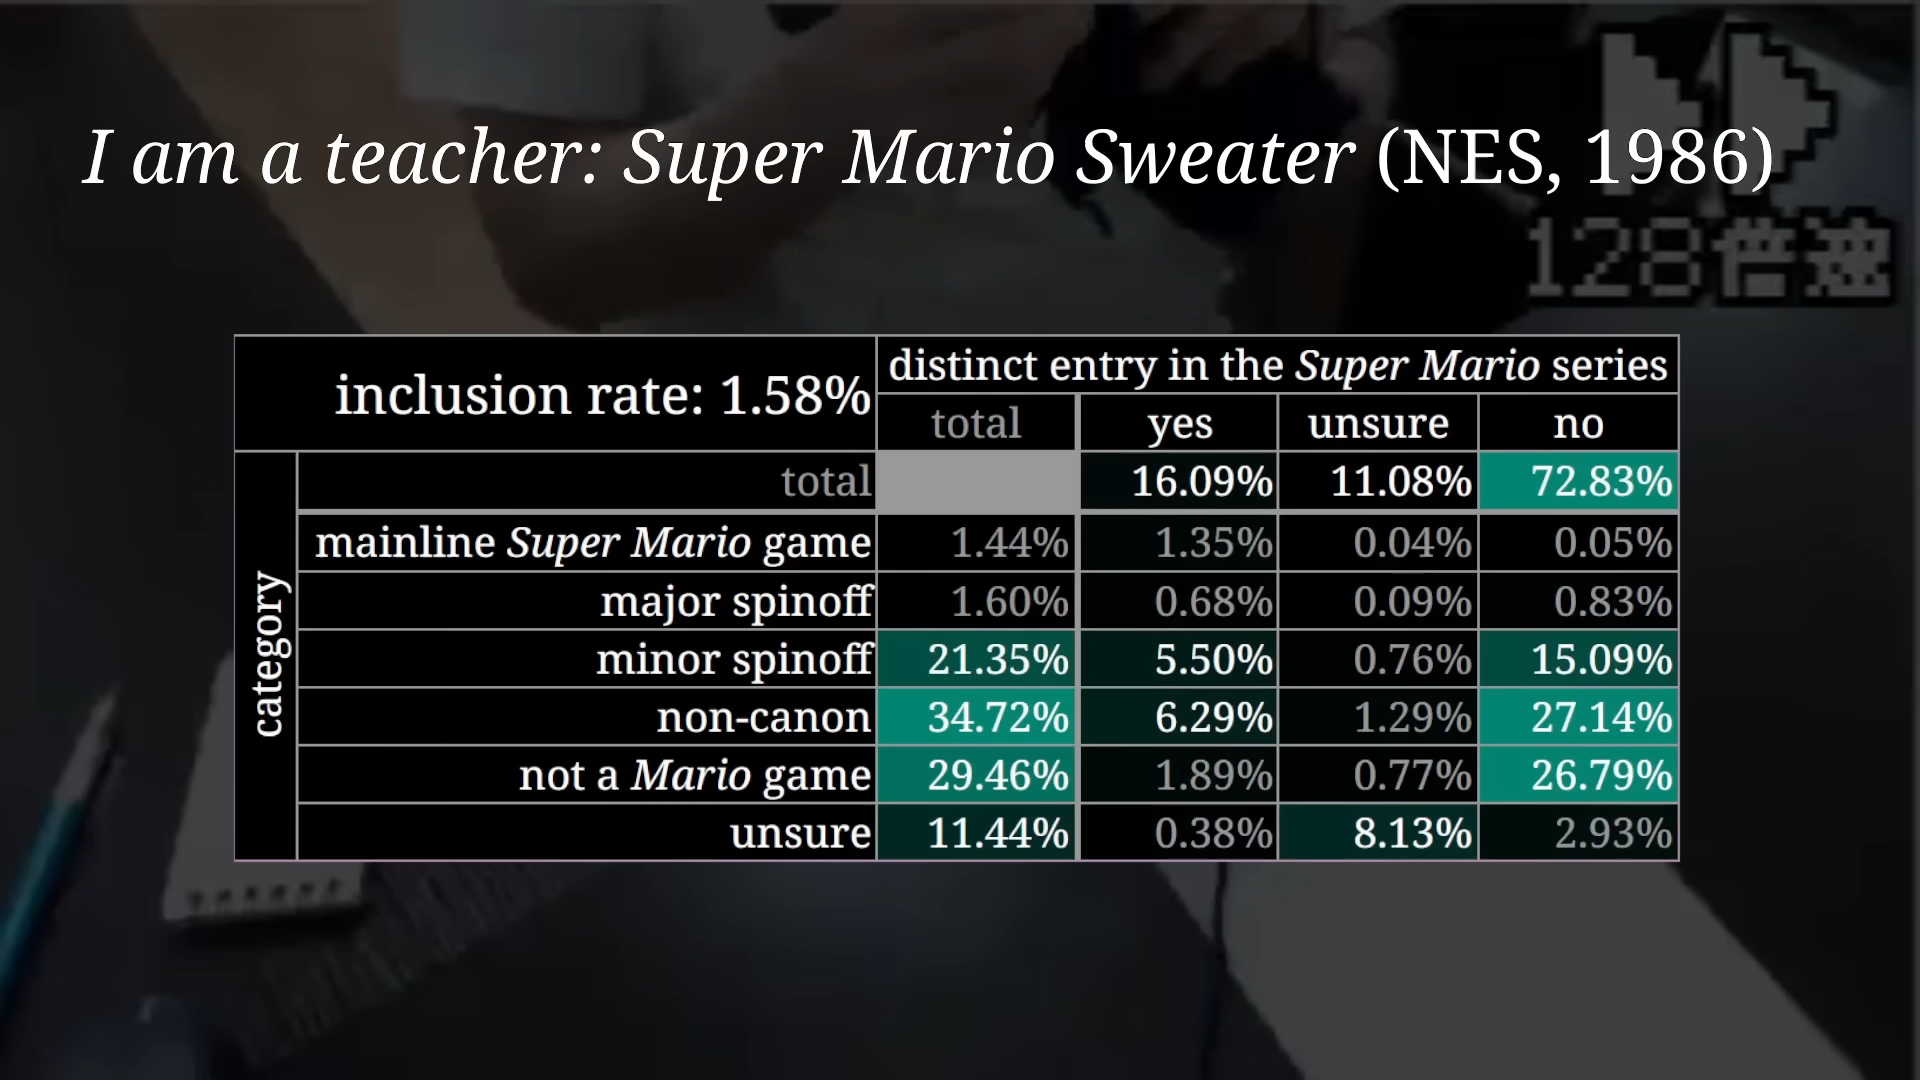 I am a teacher: Super Mario Sweater (NES, 1986)
128倍速
inclusion rate: 1.58%
distinct entry in the Super Mario series
total yes unsure no
category
total 16.09% 11.08% 72.83%
mainline Super Mario game 1.44% 1.35% 0.04% 0.05%
major spinoff 1.60% 0.68% 0.09% 0.83%
minor spinoff 21.35% 5.50% 0.76% 15.09%
non-canon 34.72% 6.29% 1.29% 27.14%
not a Mario game 29.46% 1.89% 0.77% 26.79%
unsure 11.44% 0.38% 8.13% 2.93%